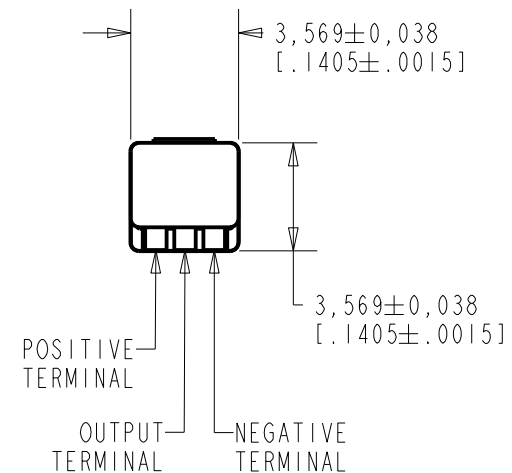 3,569±0,038
[.1405±.0015]
3,569±0,038
[.1405±.0015]
POSITIVE
TERMINAL
OUTPUT
TERMINAL
NEGATIVE
TERMINAL